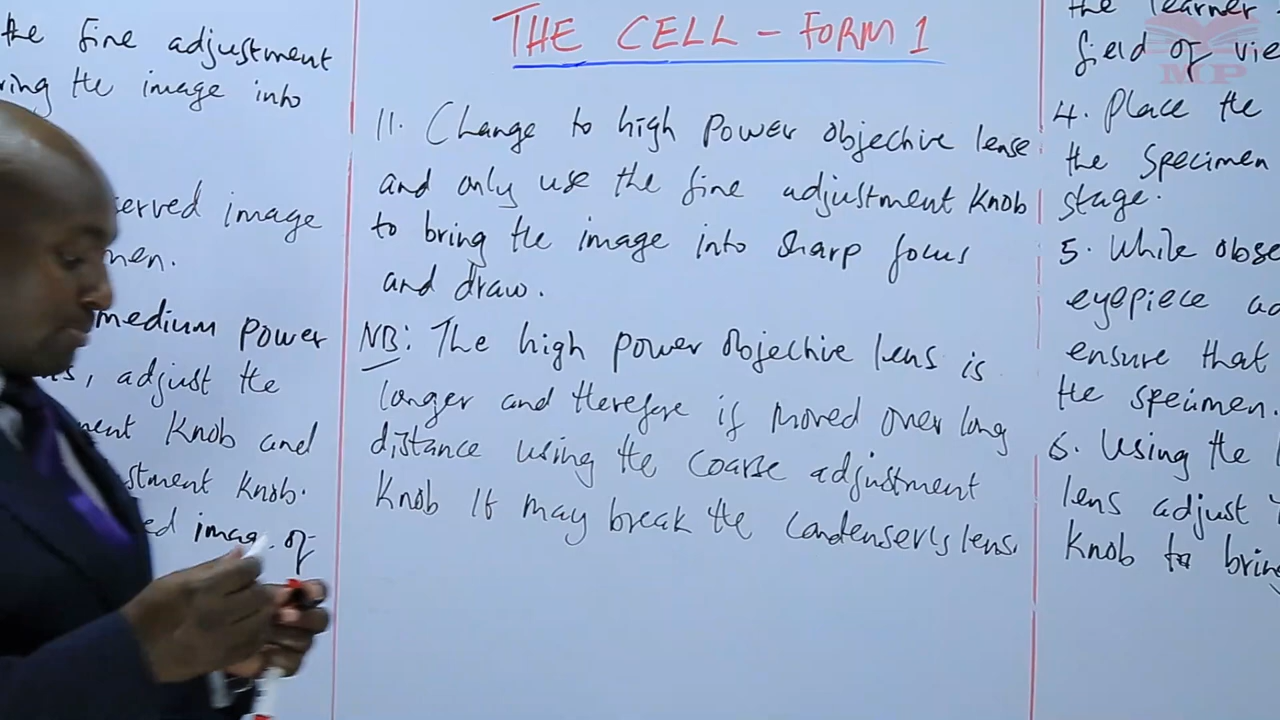 the fine adjustment
ring the image into
served image
men.
medium power
, adjust the
ment knob and
stment knob.
ed image of
THE CELL - FORM 1
11. Change to high power objective lense
and only use the fine adjustment knob
to bring the image into sharp focus
and draw.
NB: The high power objective lens is
longer and therefore if moved over long
distance using the coarse adjustment
knob it may break the condenser's lens.
the learner
field of vie
4. Place the
the specimen
stage.
5. While obse
eyepiece ad
ensure that
the specimen.
6. Using the l
lens adjust
knob to bring
MP